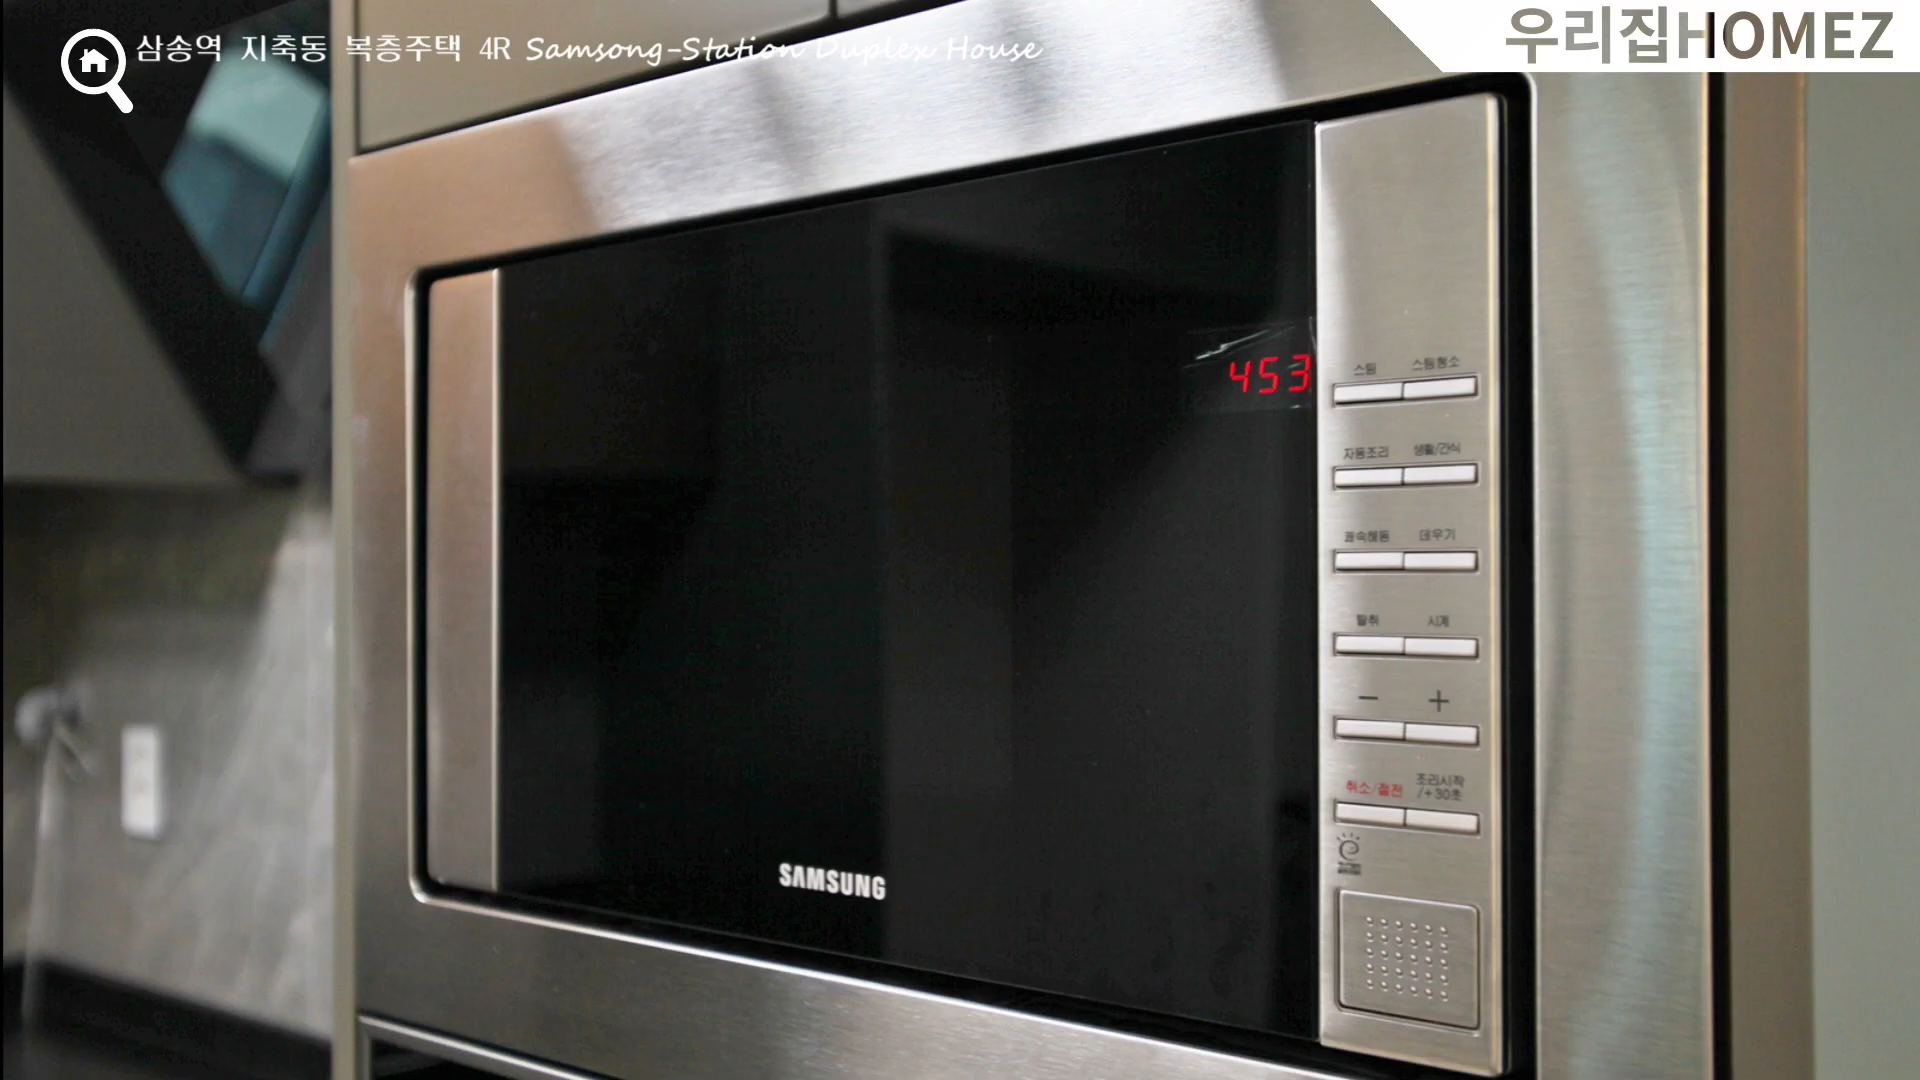 삼송역 지축동 복층주택 4R Samsong-Station Duplex House
우리집HOMEZ
453
스팀 스팀청소
자동조리 생활/간식
쾌속해동 데우기
탈취 시계
− +
취소/절전 조리시작
/+30초
SAMSUNG